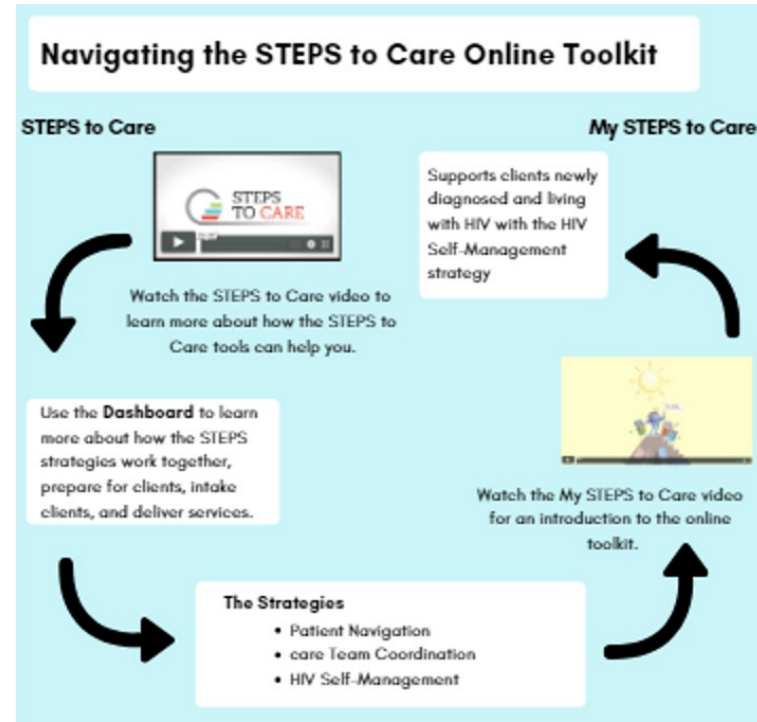 Navigating the STEPS to Care Online Toolkit
STEPS to Care
My STEPS to Care
STEPS
TO CARE
Watch the STEPS to Care video to
learn more about how the STEPS to
Care tools can help you.
Use the Dashboard to learn
more about how the STEPS
strategies work together,
prepare for clients, intake
clients, and deliver services.
The Strategies
• Patient Navigation
• care Team Coordination
• HIV Self-Management
Watch the My STEPS to Care video
for an introduction to the online
toolkit.
Supports clients newly
diagnosed and living
with HIV with the HIV
Self-Management
strategy